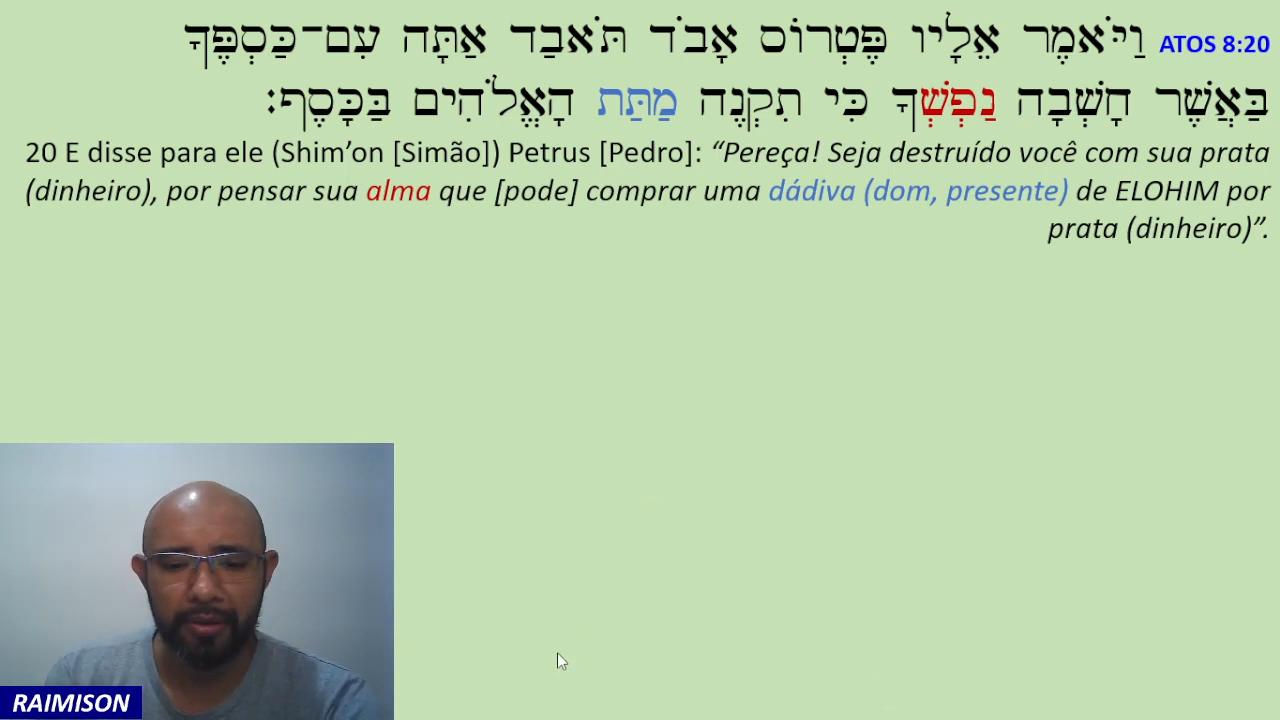 ATOS 8:20 וַיֹּאמֶר אֵלָיו פֶּטְרוֹס אָבֹד תֹּאבַד אַתָּה עִם־כַּסְפֶּךָ
בַּאֲשֶׁר חָשְׁבָה נַפְשְׁךָ כִּי תִקְנֶה מַתַּת הָאֱלֹהִים בַּכָּסֶף׃
20 E disse para ele (Shim’on [Simão]) Petrus [Pedro]: “Pereça! Seja destruído você com sua prata
(dinheiro), por pensar sua alma que [pode] comprar uma dádiva (dom, presente) de ELOHIM por
prata (dinheiro)”.
RAIMISON